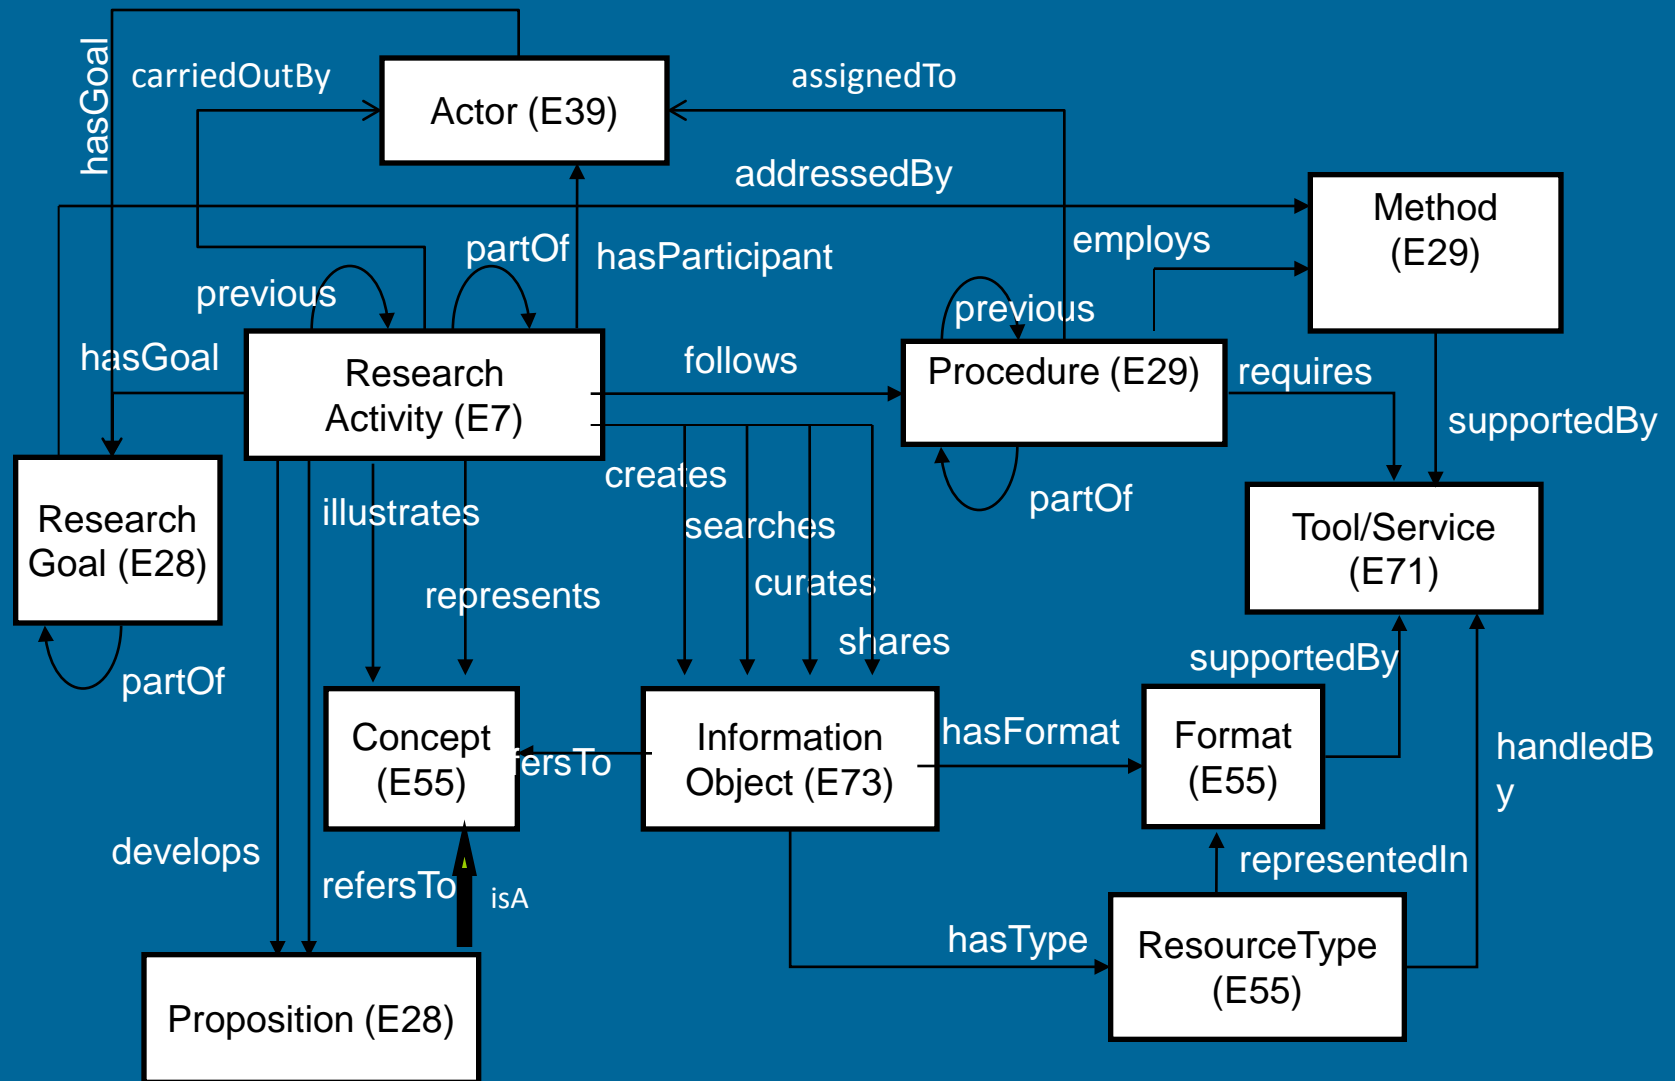 hasGoal
carriedOutBy
Actor (E39)
assignedTo
addressedBy
Method
(E29)
partOf
hasParticipant
employs
previous
previous
hasGoal
Research
Activity (E7)
follows
Procedure (E29)
requires
supportedBy
creates
illustrates
searches
partOf
Research
Goal (E28)
Tool/Service
(E71)
represents
curates
shares
supportedBy
partOf
Concept
(E55)
fersTo
Information
Object (E73)
hasFormat
Format
(E55)
handledB
y
develops
refersTo
isA
representedIn
hasType
ResourceType
(E55)
Proposition (E28)